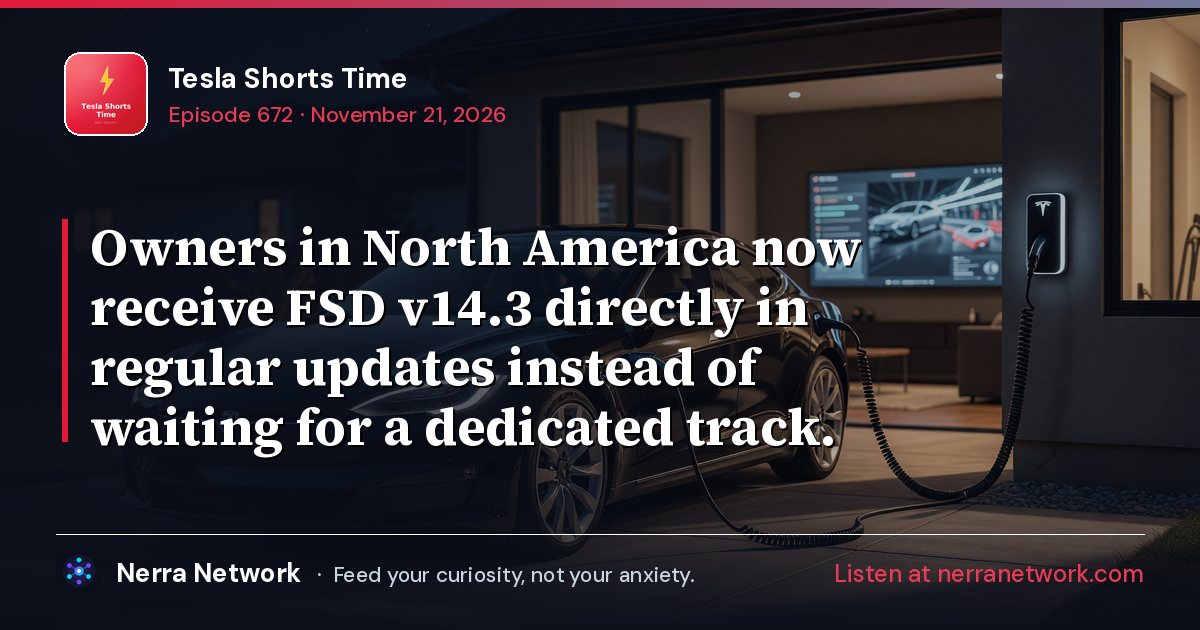 Tesla Shorts
Time
Tesla Shorts Time
Episode 672 · November 21, 2026
Owners in North America now
receive FSD v14.3 directly in
regular updates instead of
waiting for a dedicated track.
Nerra Network · Feed your curiosity, not your anxiety.
Listen at nerranetwork.com